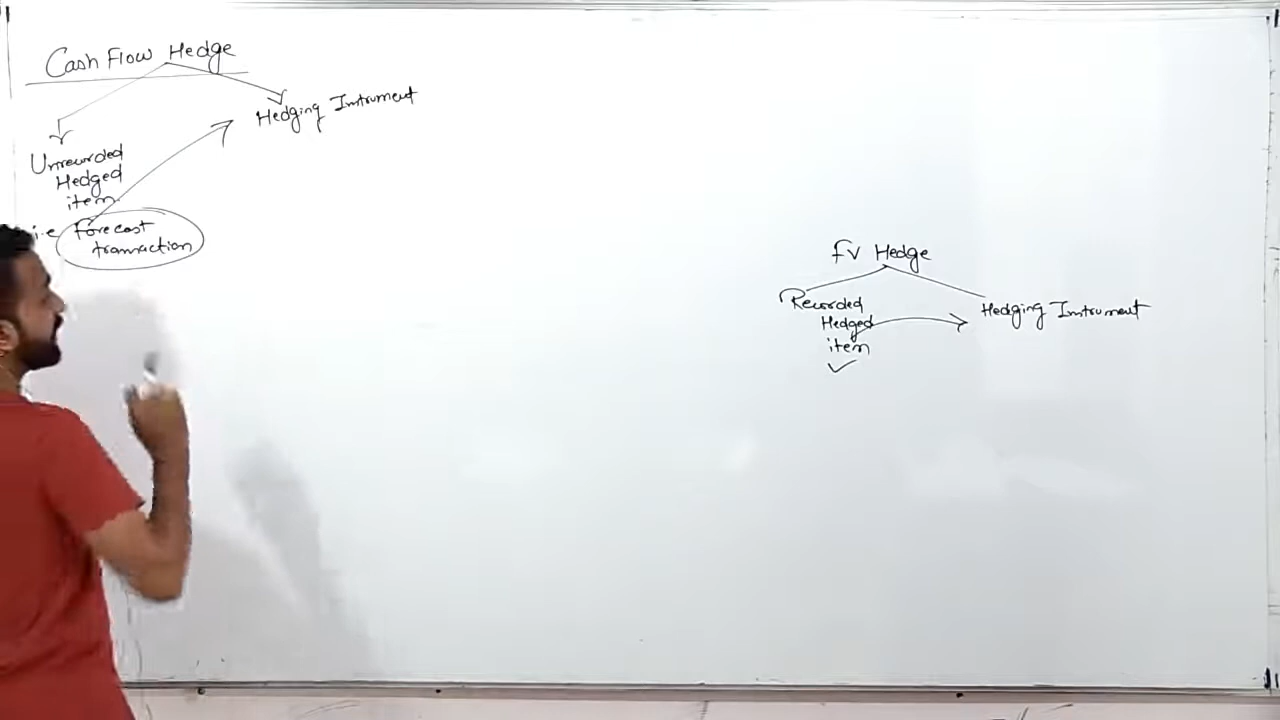 Cash Flow Hedge
Hedging Instrument
Unrecorded
Hedged
item
i.e forecast
transaction
fv Hedge
Recorded
Hedged
item
Hedging Instrument